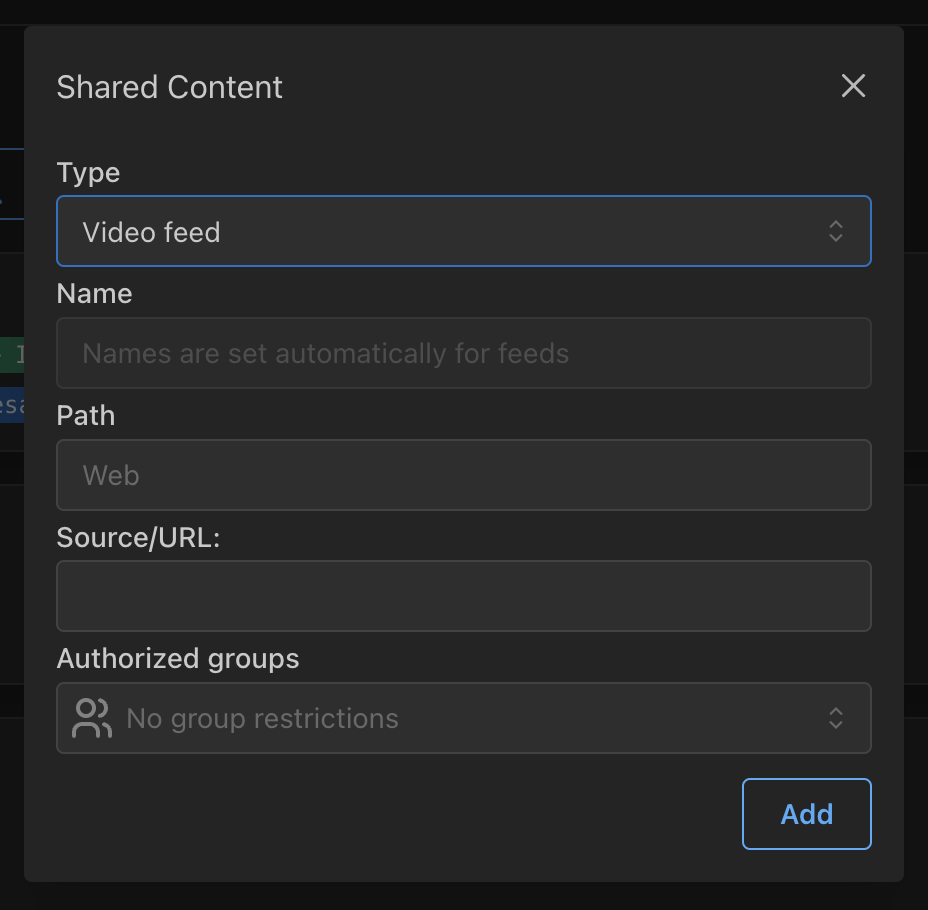 Shared Content
Type
Video feed
Name
Names are set automatically for feeds
Path
Web
Source/URL:
Authorized groups
No group restrictions
Add